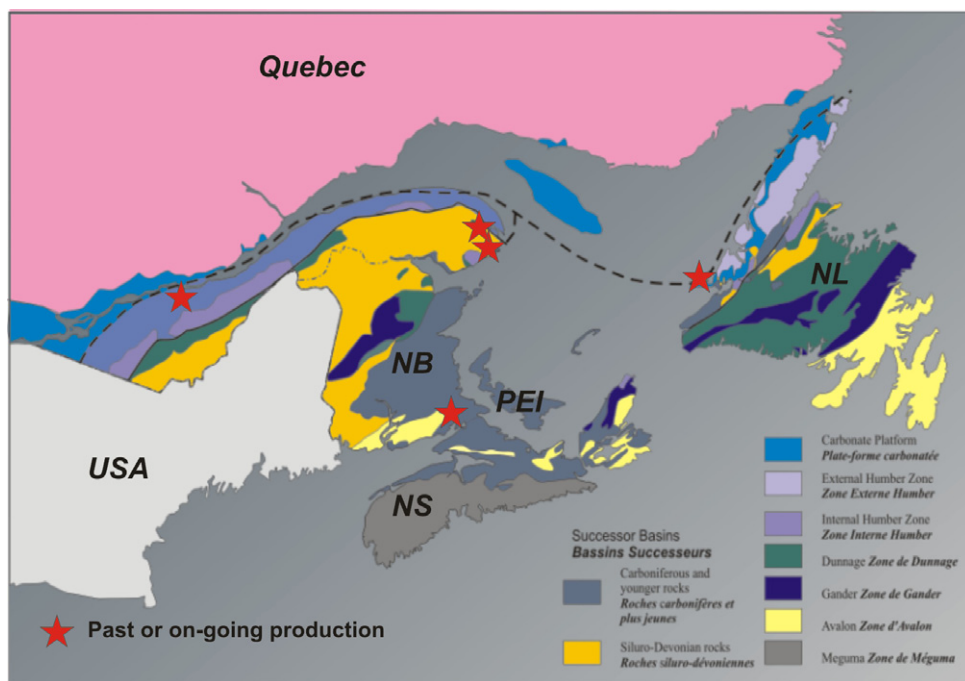 Quebec
NL
NB
PEI
USA
NS
Past or on-going production
Successor Basins
Bassins Successeurs
Carboniferous and
younger rocks
Roches carbonifères et
plus jeunes
Siluro-Devonian rocks
Roches siluro-dévoniennes
Carbonate Platform
Plate-forme carbonatée
External Humber Zone
Zone Externe Humber
Internal Humber Zone
Zone Interne Humber
Dunnage Zone de Dunnage
Gander Zone de Gander
Avalon Zone d'Avalon
Meguma Zone de Méguma